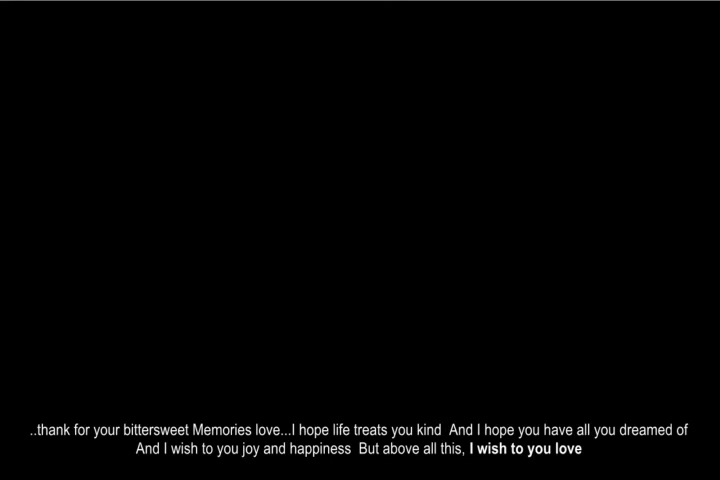 ..thank for your bittersweet Memories love...I hope life treats you kind  And I hope you have all you dreamed of
And I wish to you joy and happiness  But above all this, I wish to you love